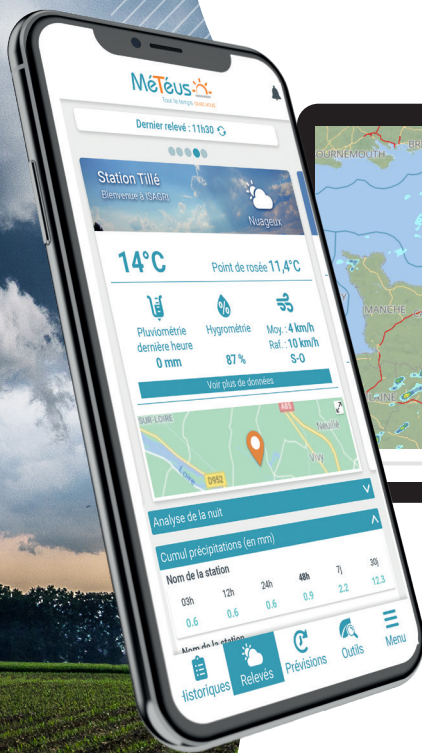 MéTéus
Tout le temps avec vous
Dernier relevé : 11h30
Station Tillé
Bienvenue à ISAGRI
Nuageux
14°C
Point de rosée 11,4°C
Pluviométrie
dernière heure
0 mm
Hygrométrie
87 %
Moy. : 4 km/h
Raf. : 10 km/h
S-O
Voir plus de données
SUR-LOIRE
A85
Neuillé
Loire
D952
Vivy
Analyse de la nuit
Cumul précipitations (en mm)
Nom de la station
03h 12h 24h 48h 7j 30j
0.6 0.6 0.6 0.9 2.2 12.3
Nom de la station
Historiques
Relevés
Prévisions
Outils
Menu
OURNEMOUTH
MANCHE